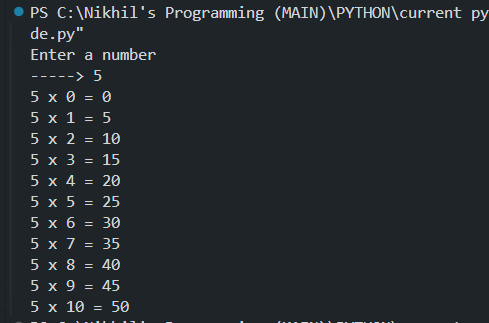 PS C:\Nikhil's Programming (MAIN)\PYTHON\current py
de.py"
Enter a number
-----> 5
5 x 0 = 0
5 x 1 = 5
5 x 2 = 10
5 x 3 = 15
5 x 4 = 20
5 x 5 = 25
5 x 6 = 30
5 x 7 = 35
5 x 8 = 40
5 x 9 = 45
5 x 10 = 50